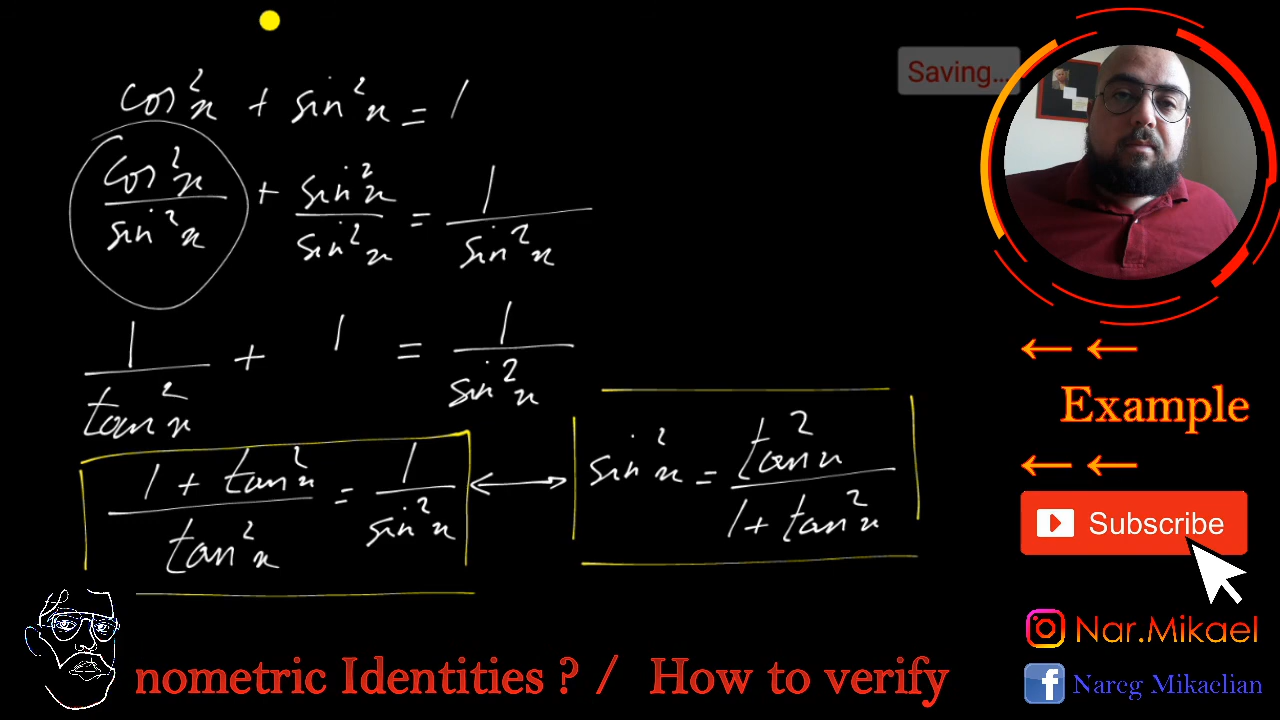 Saving...
cos²x + sin²x = 1
cos²x/sin²x + sin²x/sin²x = 1/sin²x
1/tan²x + 1 = 1/sin²x
(1 + tan²x)/tan²x = 1/sin²x ⟷ sin²x = tan²x/(1 + tan²x)
←←
Example
←←
Subscribe
Nar.Mikael
Nareg Mikaelian
nometric Identities ? / How to verify